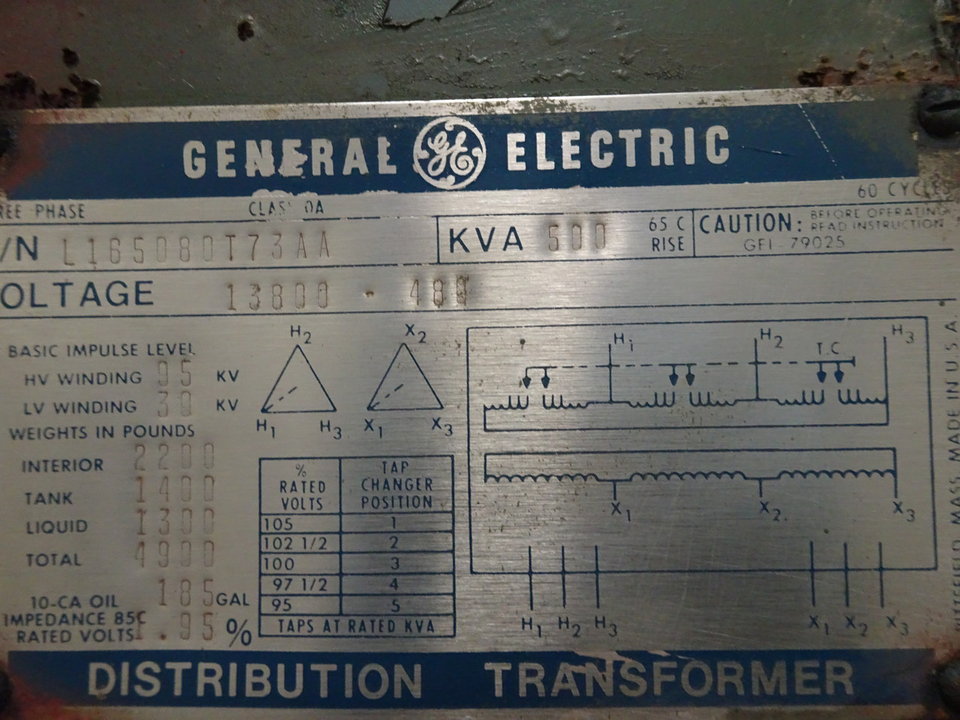 GENERAL GE ELECTRIC
REE PHASE CLASS OA 60 CYCLES
/N L165080T73AA KVA 500 65 C RISE CAUTION: BEFORE OPERATING READ INSTRUCTION GEI-79025
OLTAGE 13800 - 480
BASIC IMPULSE LEVEL
HV WINDING 95 KV
LV WINDING 30 KV
WEIGHTS IN POUNDS
INTERIOR 2200
TANK 1400
LIQUID 1300
TOTAL 4900
10-CA OIL 185 GAL
IMPEDANCE 85C
RATED VOLTS .95 %
H2
H1 H3
X2
X1 X3
% RATED VOLTS TAP CHANGER POSITION
105 1
102 1/2 2
100 3
97 1/2 4
95 5
TAPS AT RATED KVA
H1 H2 H3
T.C
X1 X2. X3
H1 H2 H3 X1 X2 X3
MASS. MADE IN U.S.A.
DISTRIBUTION TRANSFORMER